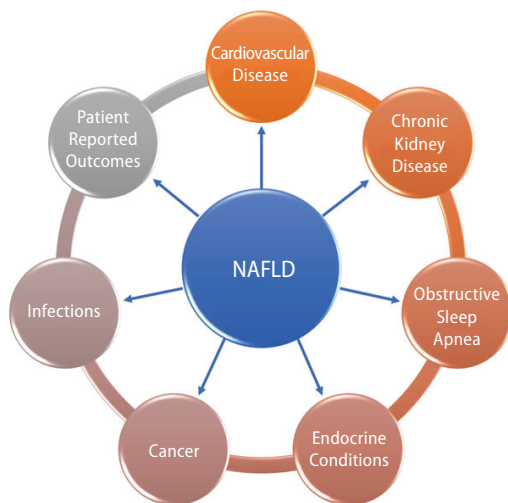 Cardiovascular
Disease
Chronic
Kidney
Disease
Obstructive
Sleep
Apnea
Endocrine
Conditions
Cancer
Infections
Patient
Reported
Outcomes
NAFLD